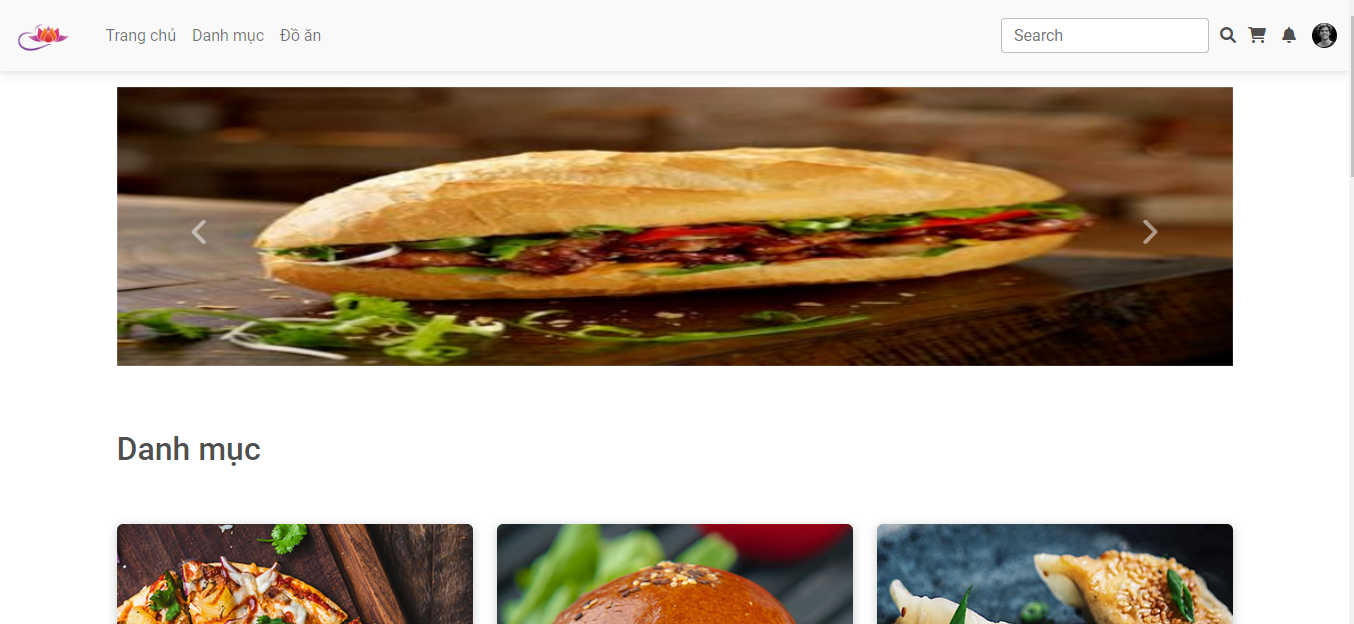 Trang chủ Danh mục Đồ ăn Search
Danh mục